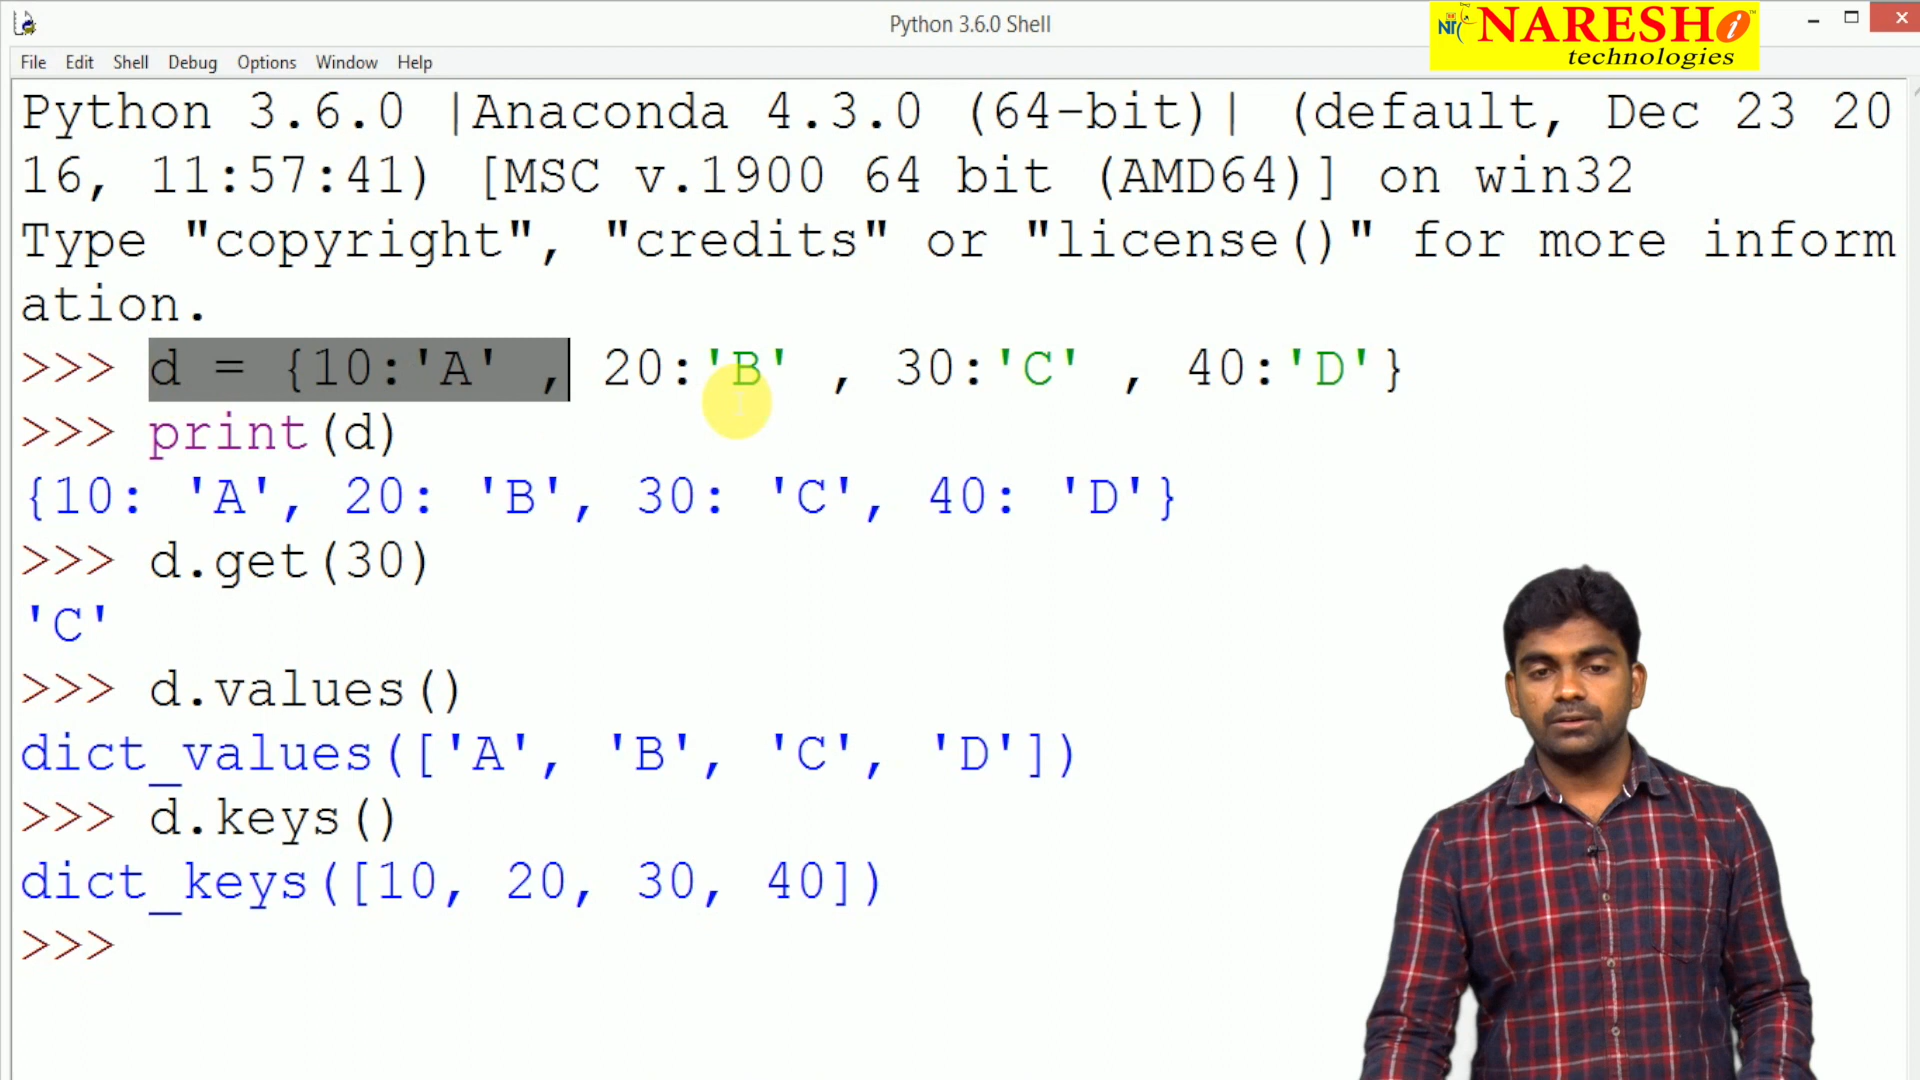 Python 3.6.0 Shell
NT NARESH i
technologies
File Edit Shell Debug Options Window Help
Python 3.6.0 |Anaconda 4.3.0 (64-bit)| (default, Dec 23 20
16, 11:57:41) [MSC v.1900 64 bit (AMD64)] on win32
Type "copyright", "credits" or "license()" for more inform
ation.
>>> d = {10:'A' , 20:'B' , 30:'C' , 40:'D'}
>>> print(d)
{10: 'A', 20: 'B', 30: 'C', 40: 'D'}
>>> d.get(30)
'C'
>>> d.values()
dict_values(['A', 'B', 'C', 'D'])
>>> d.keys()
dict_keys([10, 20, 30, 40])
>>>